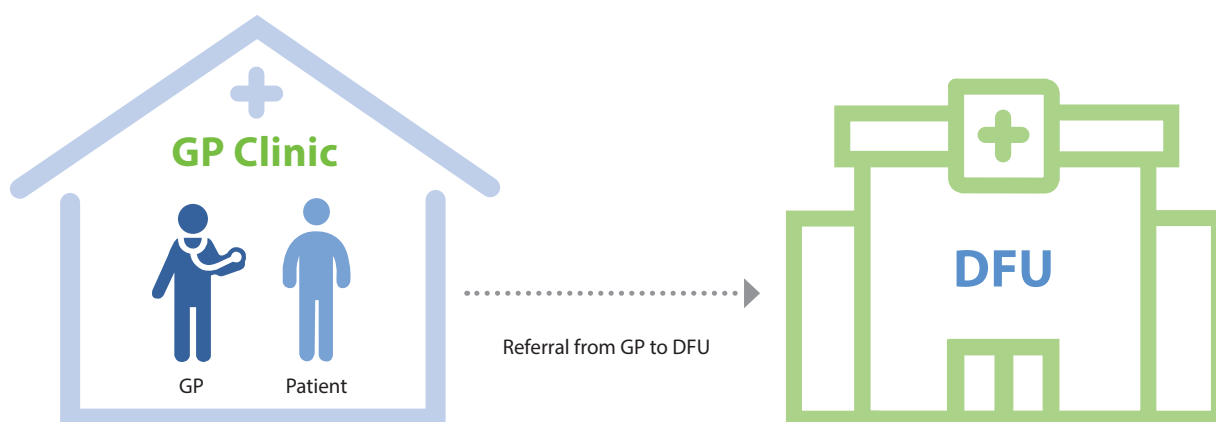 GP Clinic
GP
Patient
Referral from GP to DFU
DFU